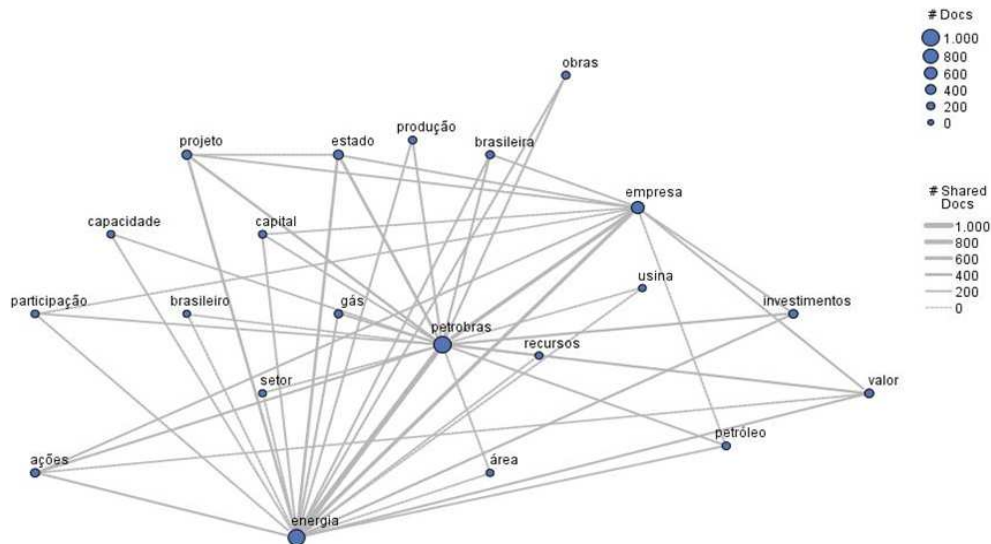 # Docs
1.000
800
600
400
200
0
obras
produção
projeto
estado
brasileira
empresa
# Shared
Docs
1.000
800
600
400
200
0
capacidade
capital
usina
participação
brasileiro
gás
investimentos
petrobras
recursos
setor
valor
petróleo
ações
área
energia